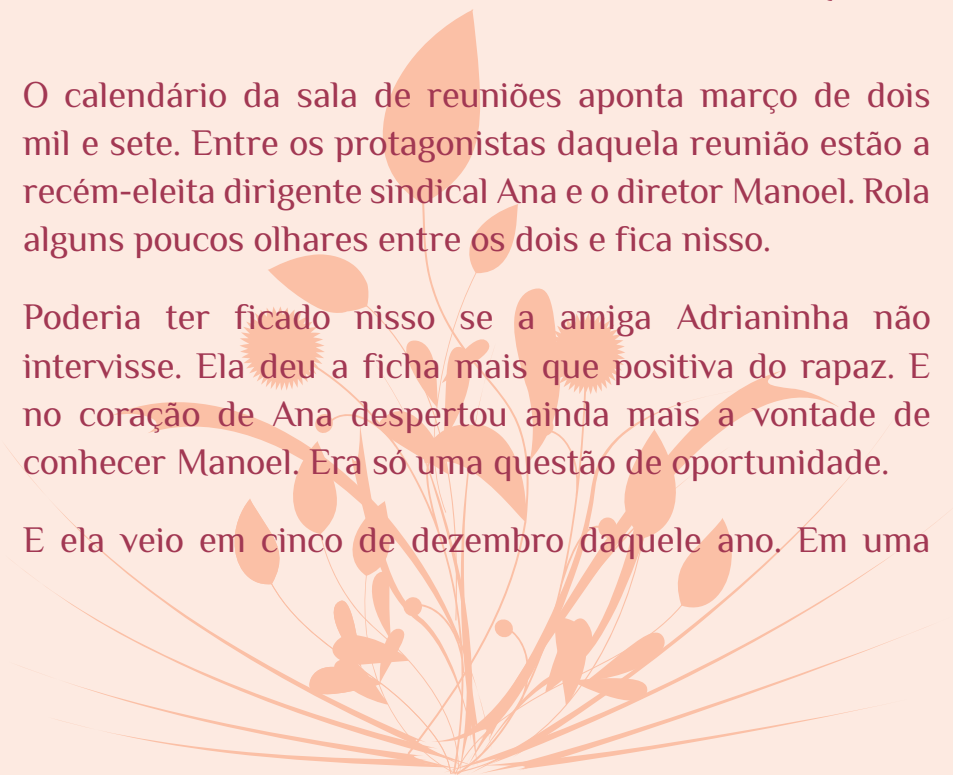 O calendário da sala de reuniões aponta março de dois
mil e sete. Entre os protagonistas daquela reunião estão a
recém-eleita dirigente sindical Ana e o diretor Manoel. Rola
alguns poucos olhares entre os dois e fica nisso.
Poderia ter ficado nisso se a amiga Adrianinha não
intervisse. Ela deu a ficha mais que positiva do rapaz. E
no coração de Ana despertou ainda mais a vontade de
conhecer Manoel. Era só uma questão de oportunidade.
E ela veio em cinco de dezembro daquele ano. Em uma